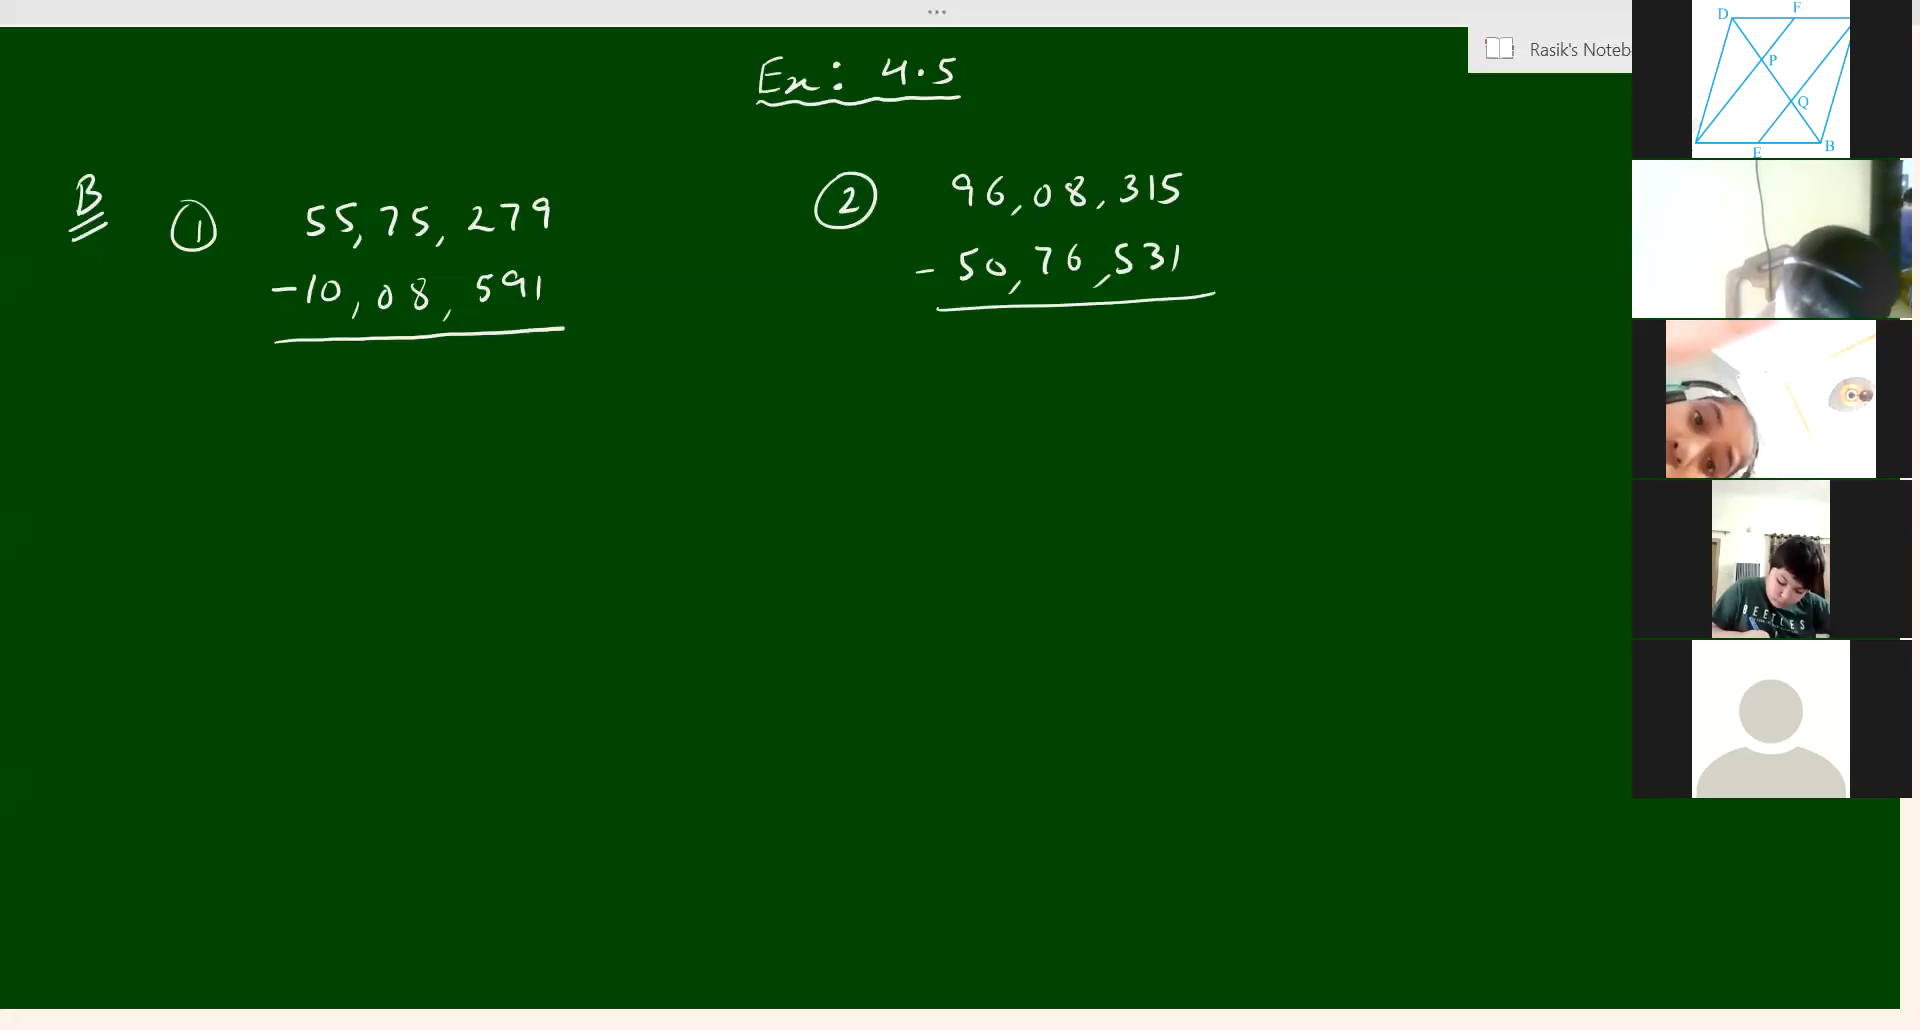 ...
Rasik's Noteb
Ex: 4.5
B
① 55,75,279
-10,08,591
② 96,08,315
-50,76,531
D F
P
Q
E B
BEETLES